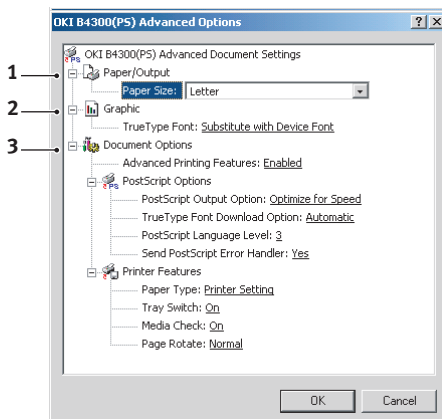 OKI B4300(PS) Advanced Options
OKI B4300(PS) Advanced Document Settings
1 Paper/Output
Paper Size: Letter
2 Graphic
TrueType Font: Substitute with Device Font
3 Document Options
Advanced Printing Features: Enabled
PostScript Options
PostScript Output Option: Optimize for Speed
TrueType Font Download Option: Automatic
PostScript Language Level: 3
Send PostScript Error Handler: Yes
Printer Features
Paper Type: Printer Setting
Tray Switch: On
Media Check: On
Page Rotate: Normal
OK Cancel